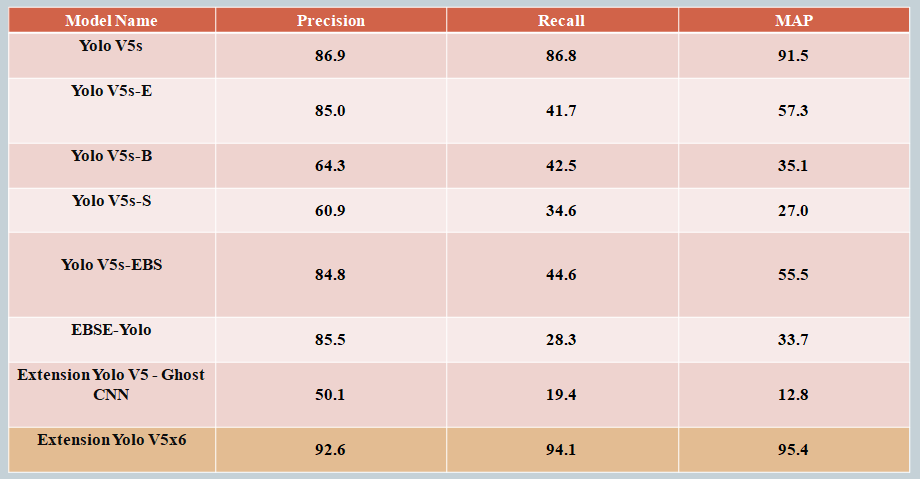 Model Name Precision Recall MAP
Yolo V5s 86.9 86.8 91.5
Yolo V5s-E 85.0 41.7 57.3
Yolo V5s-B 64.3 42.5 35.1
Yolo V5s-S 60.9 34.6 27.0
Yolo V5s-EBS 84.8 44.6 55.5
EBSE-Yolo 85.5 28.3 33.7
Extension Yolo V5 - Ghost
CNN 50.1 19.4 12.8
Extension Yolo V5x6 92.6 94.1 95.4